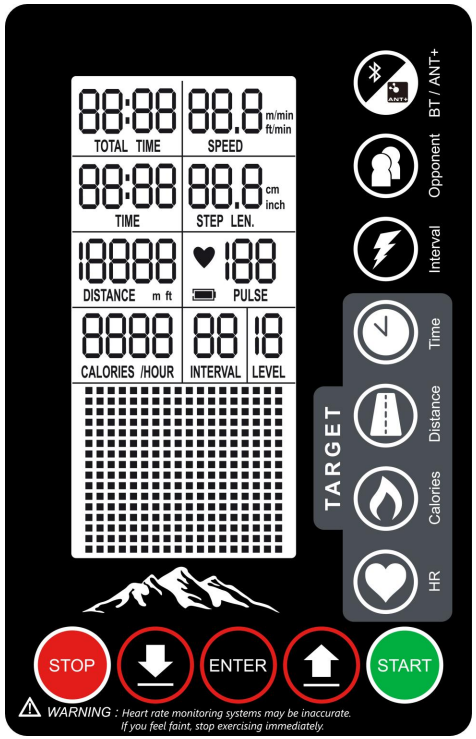 88:88
88.8 m/min
ft/min
TOTAL TIME
SPEED
88:88
88.8 cm
inch
TIME
STEP LEN.
18888
188
DISTANCE m ft
PULSE
8888
88
18
CALORIES /HOUR
INTERVAL
LEVEL
ANT+
BT / ANT+
Opponent
Interval
TARGET
Time
Distance
Calories
HR
STOP
ENTER
START
WARNING : Heart rate monitoring systems may be inaccurate.
If you feel faint, stop exercising immediately.